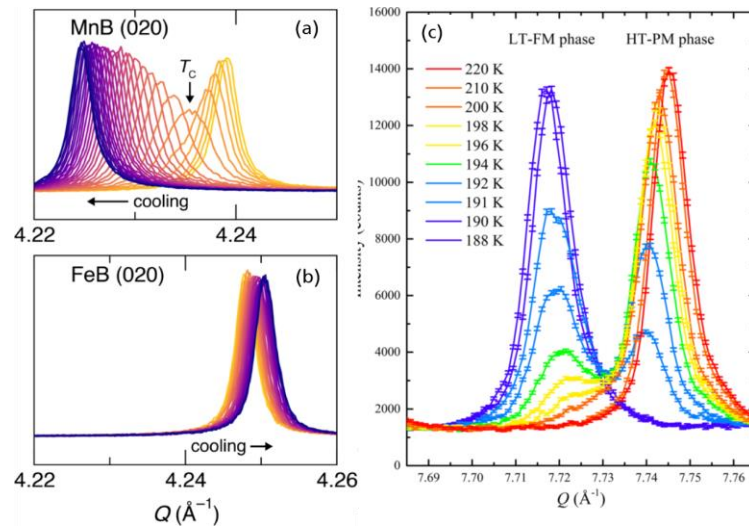 MnB (020)
(a)
T_C
cooling
4.22
4.24
FeB (020)
(b)
cooling
4.22
4.24
4.26
Q (Å⁻¹)
(c)
LT-FM phase
HT-PM phase
220 K
210 K
200 K
198 K
196 K
194 K
192 K
191 K
190 K
188 K
16000
14000
12000
10000
8000
6000
4000
2000
0
(counts)
7.69
7.70
7.71
7.72
7.73
7.74
7.75
7.76
Q (Å⁻¹)